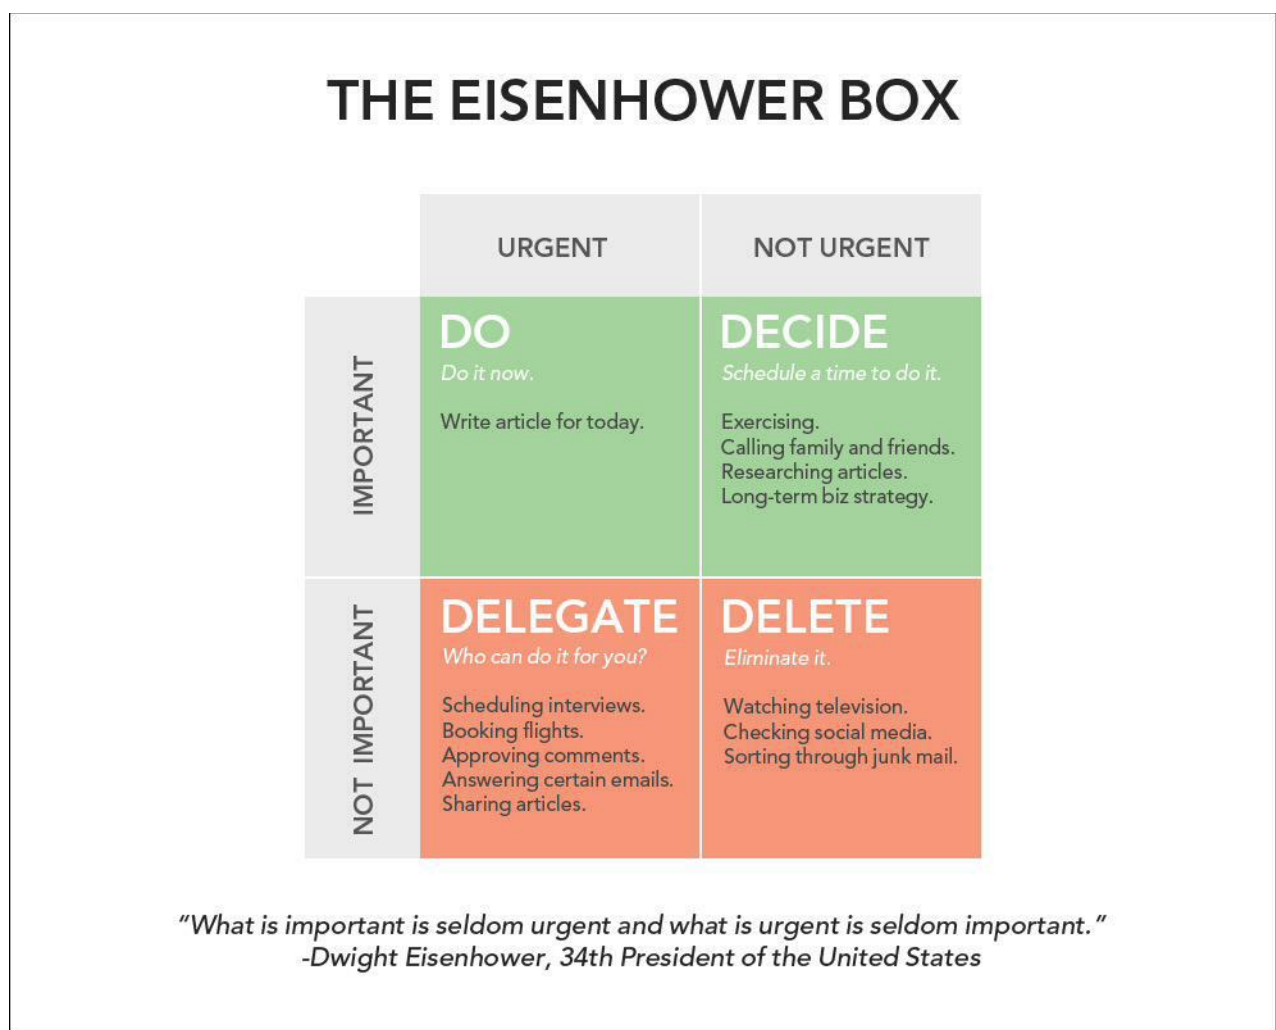 THE EISENHOWER BOX
URGENT
NOT URGENT
IMPORTANT
DO
Do it now.
Write article for today.
DECIDE
Schedule a time to do it.
Exercising.
Calling family and friends.
Researching articles.
Long-term biz strategy.
NOT IMPORTANT
DELEGATE
Who can do it for you?
Scheduling interviews.
Booking flights.
Approving comments.
Answering certain emails.
Sharing articles.
DELETE
Eliminate it.
Watching television.
Checking social media.
Sorting through junk mail.
“What is important is seldom urgent and what is urgent is seldom important.”
-Dwight Eisenhower, 34th President of the United States